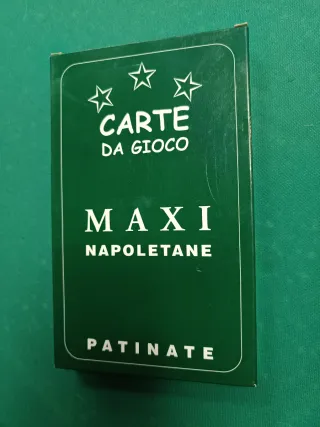 CARTE
DA GIOCO
MAXI
NAPOLETANE
PATINATE